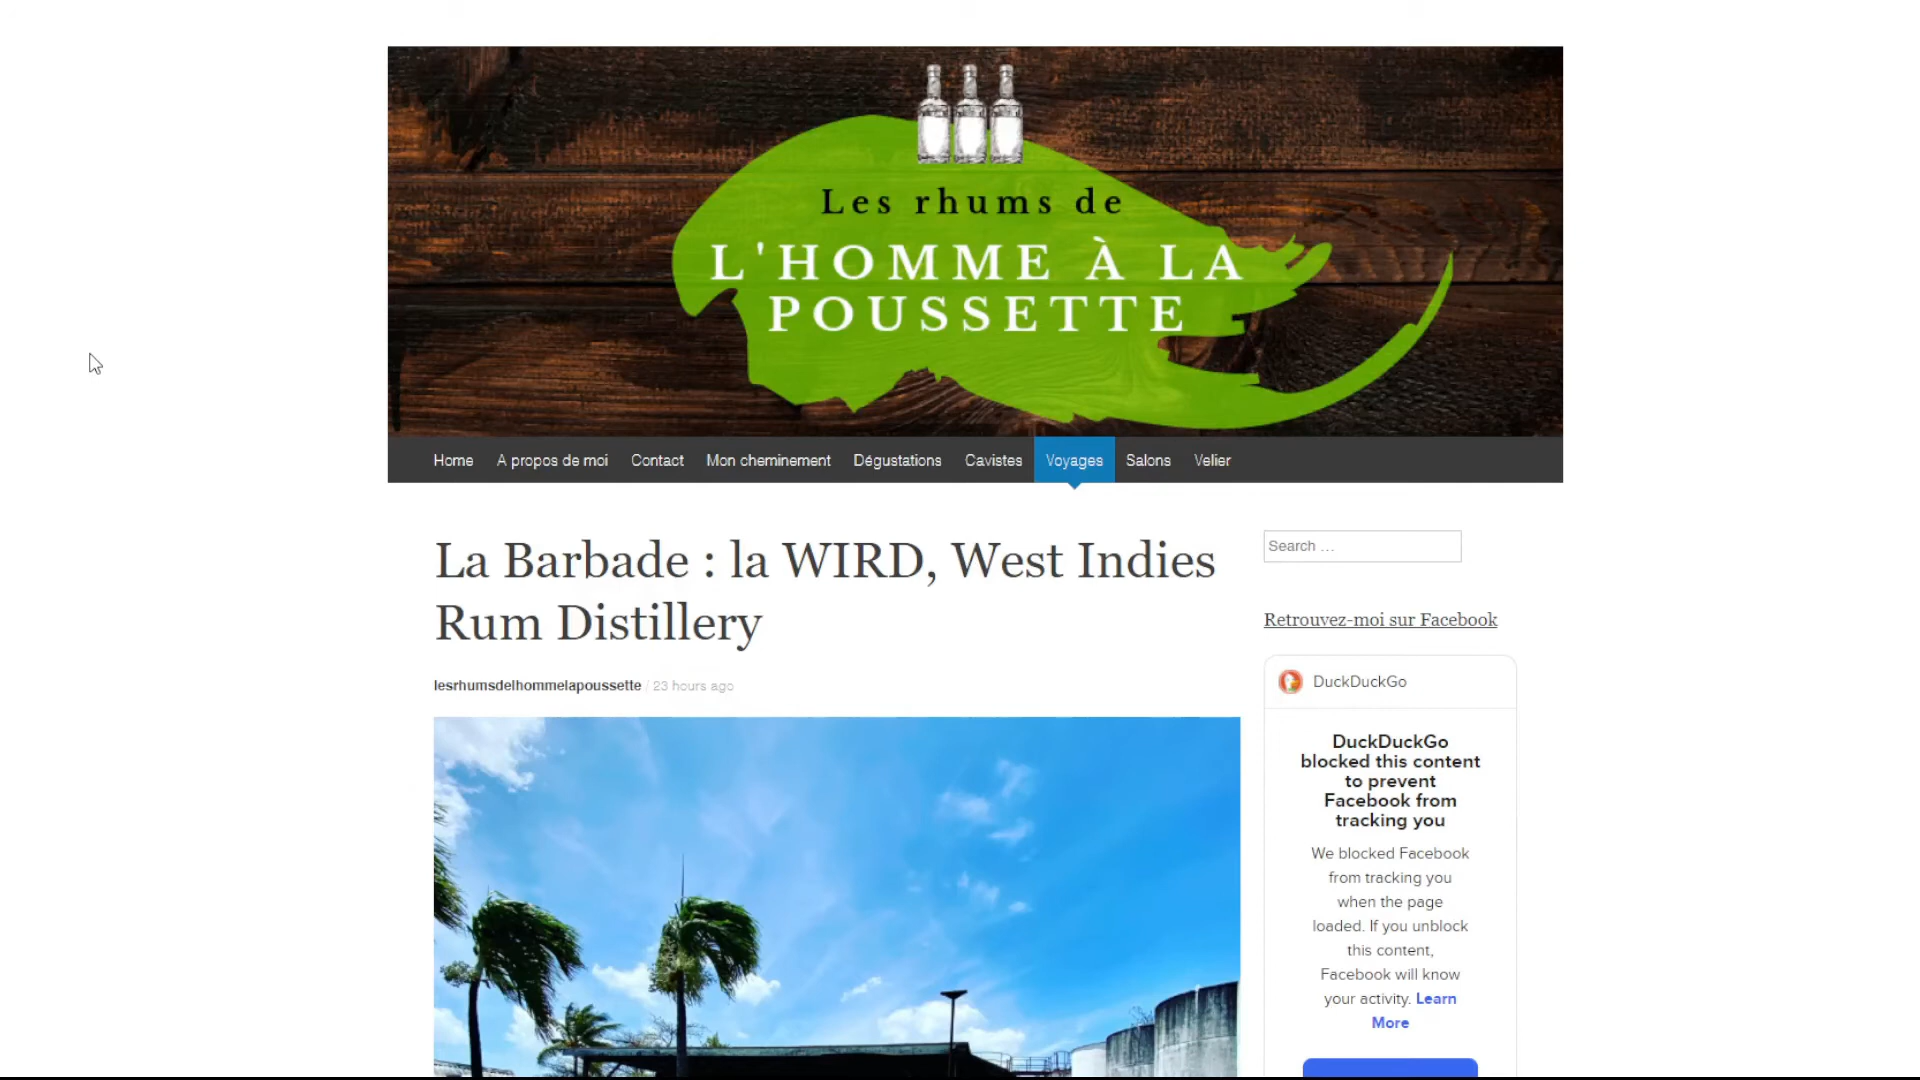 Les rhums de
L'HOMME À LA
POUSSETTE
Home A propos de moi Contact Mon cheminement Dégustations Cavistes Voyages Salons Velier
La Barbade : la WIRD, West Indies
Rum Distillery
lesrhumsdelhommelapoussette / 23 hours ago
Search …
Retrouvez-moi sur Facebook
DuckDuckGo
DuckDuckGo
blocked this content
to prevent
Facebook from
tracking you
We blocked Facebook
from tracking you
when the page
loaded. If you unblock
this content,
Facebook will know
your activity. Learn
More